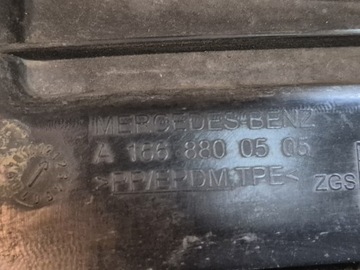 MERCEDES-BENZ
A 166 880 05 05
>PP/EPDM-TPE< ZGS